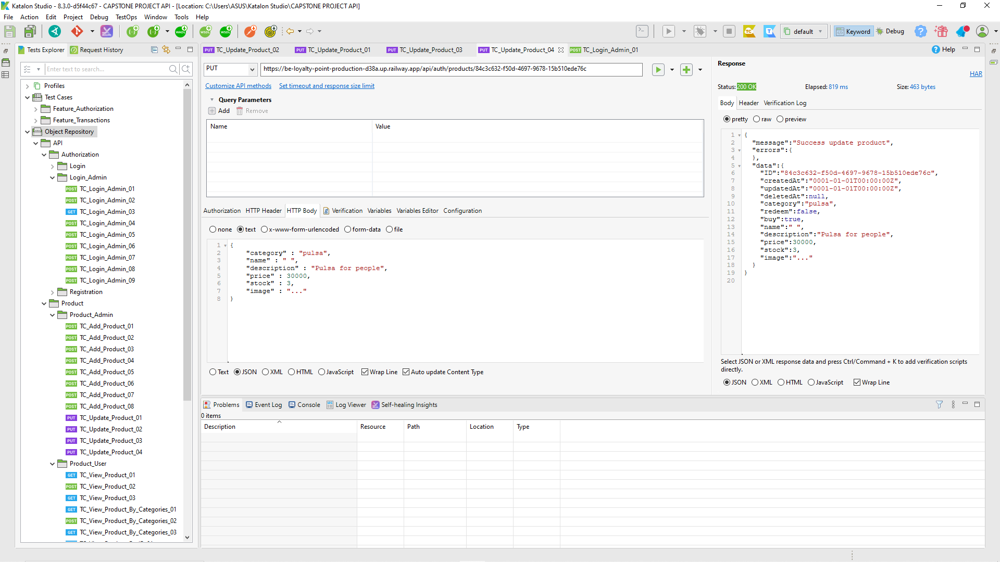 Katalon Studio - 8.3.0-d5f44c67 - CAPSTONE PROJECT API - [Location: C:\Users\ASUS\Katalon Studio\CAPSTONE PROJECT API]
File Action Edit Project Debug TestOps Window Tools Help
default Keyword Debug
Tests Explorer Request History
Enter text to search...
Profiles
Test Cases
Feature_Authorization
Feature_Transactions
Object Repository
API
Authorization
Login
Login_Admin
POST TC_Login_Admin_01
POST TC_Login_Admin_02
GET TC_Login_Admin_03
POST TC_Login_Admin_04
POST TC_Login_Admin_05
POST TC_Login_Admin_06
POST TC_Login_Admin_07
POST TC_Login_Admin_08
POST TC_Login_Admin_09
Registration
Product
Product_Admin
POST TC_Add_Product_01
POST TC_Add_Product_02
POST TC_Add_Product_03
POST TC_Add_Product_04
POST TC_Add_Product_05
POST TC_Add_Product_06
POST TC_Add_Product_07
POST TC_Add_Product_08
PUT TC_Update_Product_01
PUT TC_Update_Product_02
PUT TC_Update_Product_03
PUT TC_Update_Product_04
Product_User
GET TC_View_Product_01
POST TC_View_Product_02
GET TC_View_Product_03
GET TC_View_Product_By_Categories_01
POST TC_View_Product_By_Categories_02
GET TC_View_Product_By_Categories_03
PUT TC_Update_Product_02 PUT TC_Update_Product_01 PUT TC_Update_Product_03 PUT TC_Update_Product_04 POST TC_Login_Admin_01 Help
PUT https://be-loyalty-point-production-d38a.up.railway.app/api/auth/products/84c3c632-f50d-4697-9678-15b510ede76c
Customize API methods Set timeout and response size limit
Query Parameters
Add Remove
Name Value
Authorization HTTP Header HTTP Body Verification Variables Variables Editor Configuration
none text x-www-form-urlencoded form-data file
1 {
2 "category" : "pulsa",
3 "name" : " ",
4 "description" : "Pulsa for people",
5 "price" : 30000,
6 "stock" : 3,
7 "image" : "..."
8 }
Text JSON XML HTML JavaScript Wrap Line Auto update Content Type
Response
HAR
Status: 200 OK Elapsed: 819 ms Size: 463 bytes
Body Header Verification Log
pretty raw preview
1 {
2 "message":"Success update product",
3 "errors":{
4 },
5 "data":{
6 "ID":"84c3c632-f50d-4697-9678-15b510ede76c",
7 "createdAt":"0001-01-01T00:00:00Z",
8 "updatedAt":"0001-01-01T00:00:00Z",
9 "deletedAt":null,
10 "category":"pulsa",
11 "redeem":false,
12 "buy":true,
13 "name":" ",
14 "description":"Pulsa for people",
15 "price":30000,
16 "stock":3,
17 "image":"..."
18 }
19 }
20
Select JSON or XML response data and press Ctrl/Command + K to add verification scripts
directly.
JSON XML HTML JavaScript Wrap Line
Problems Event Log Console Log Viewer Self-healing Insights
0 items
Description Resource Path Location Type